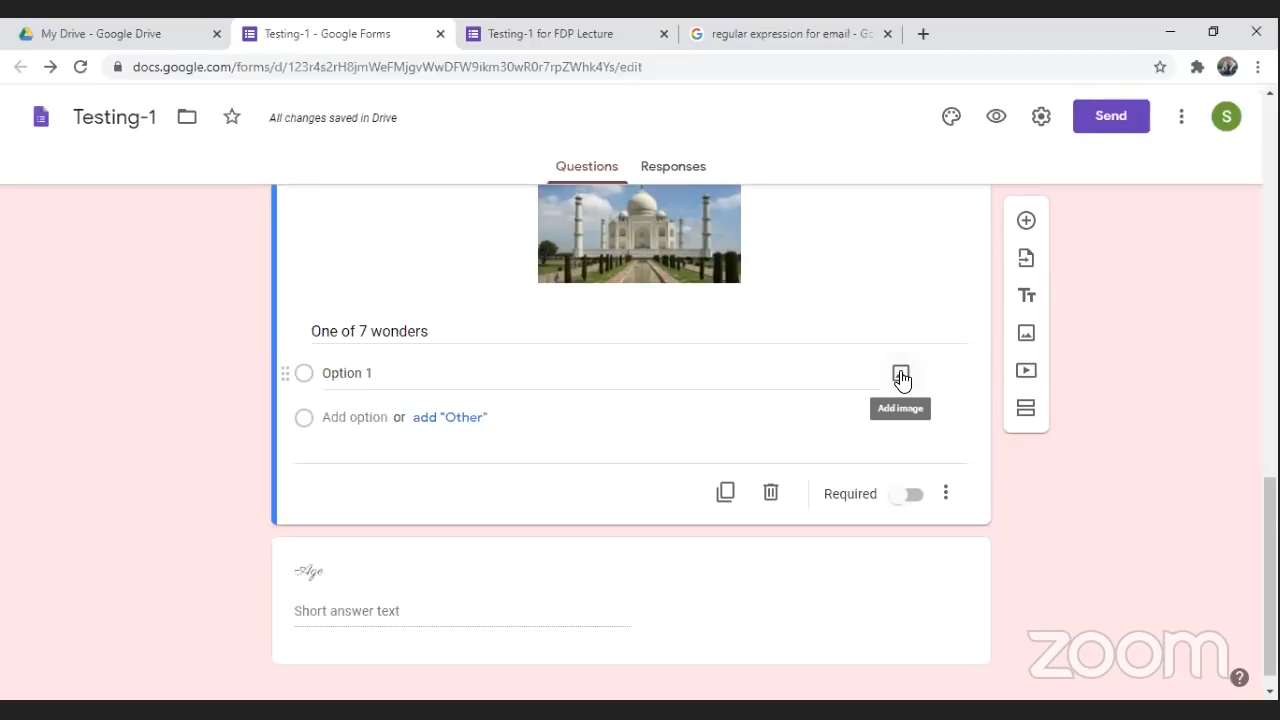 My Drive - Google Drive
Testing-1 - Google Forms
Testing-1 for FDP Lecture
regular expression for email - Go
docs.google.com/forms/d/123r4s2rH8jmWeFMjgvWwDFW9ikm30wR0r7rpZWhk4Ys/edit
Testing-1
All changes saved in Drive
Send
S
Questions
Responses
Tт
One of 7 wonders
Option 1
Add image
Add option or add "Other"
Required
Age
Short answer text
zoom